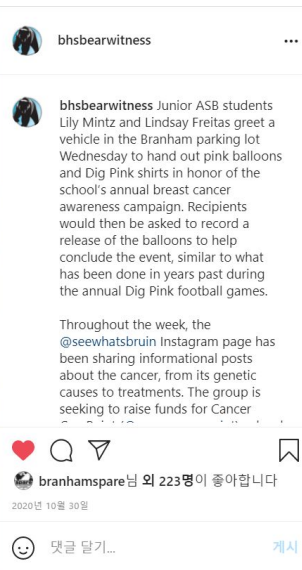 bhsbearwitness
bhsbearwitness Junior ASB students
Lily Mintz and Lindsay Freitas greet a
vehicle in the Branham parking lot
Wednesday to hand out pink balloons
and Dig Pink shirts in honor of the
school's annual breast cancer
awareness campaign. Recipients
would then be asked to record a
release of the balloons to help
conclude the event, similar to what
has been done in years past during
the annual Dig Pink football games.
Throughout the week, the
@seewhatsbruin Instagram page has
been sharing informational posts
about the cancer, from its genetic
causes to treatments. The group is
seeking to raise funds for Cancer
branhamspare님 외 223명이 좋아합니다
2020년 10월 30일
댓글 달기...
게시